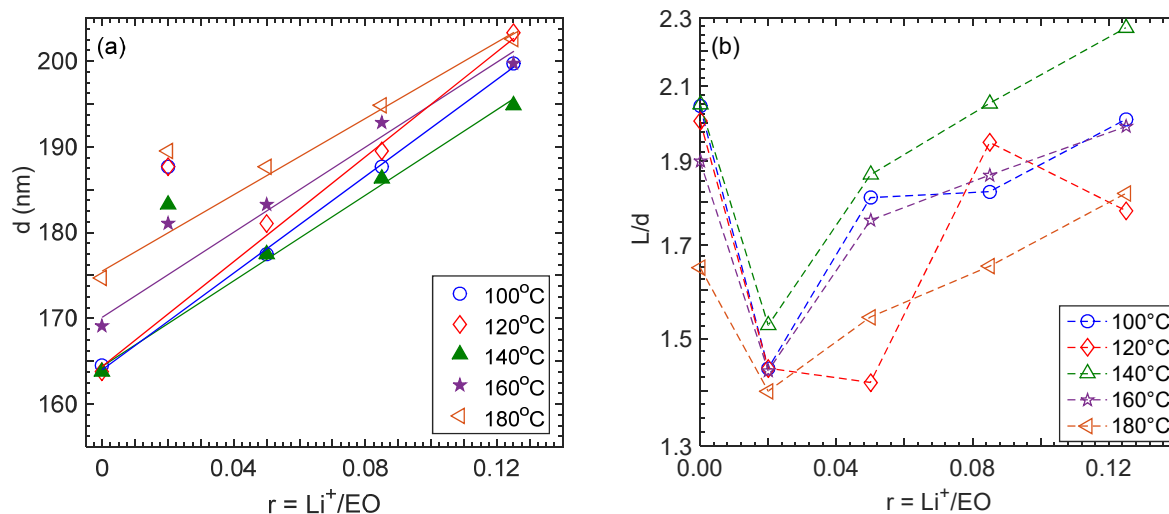 (a)
200
190
180
170
160
d (nm)
0
0.04
0.08
0.12
r = Li⁺/EO
100°C
120°C
140°C
160°C
180°C
(b)
2.3
2.1
1.9
1.7
1.5
1.3
L/d
0.00
0.04
0.08
0.12
r = Li⁺/EO
100°C
120°C
140°C
160°C
180°C